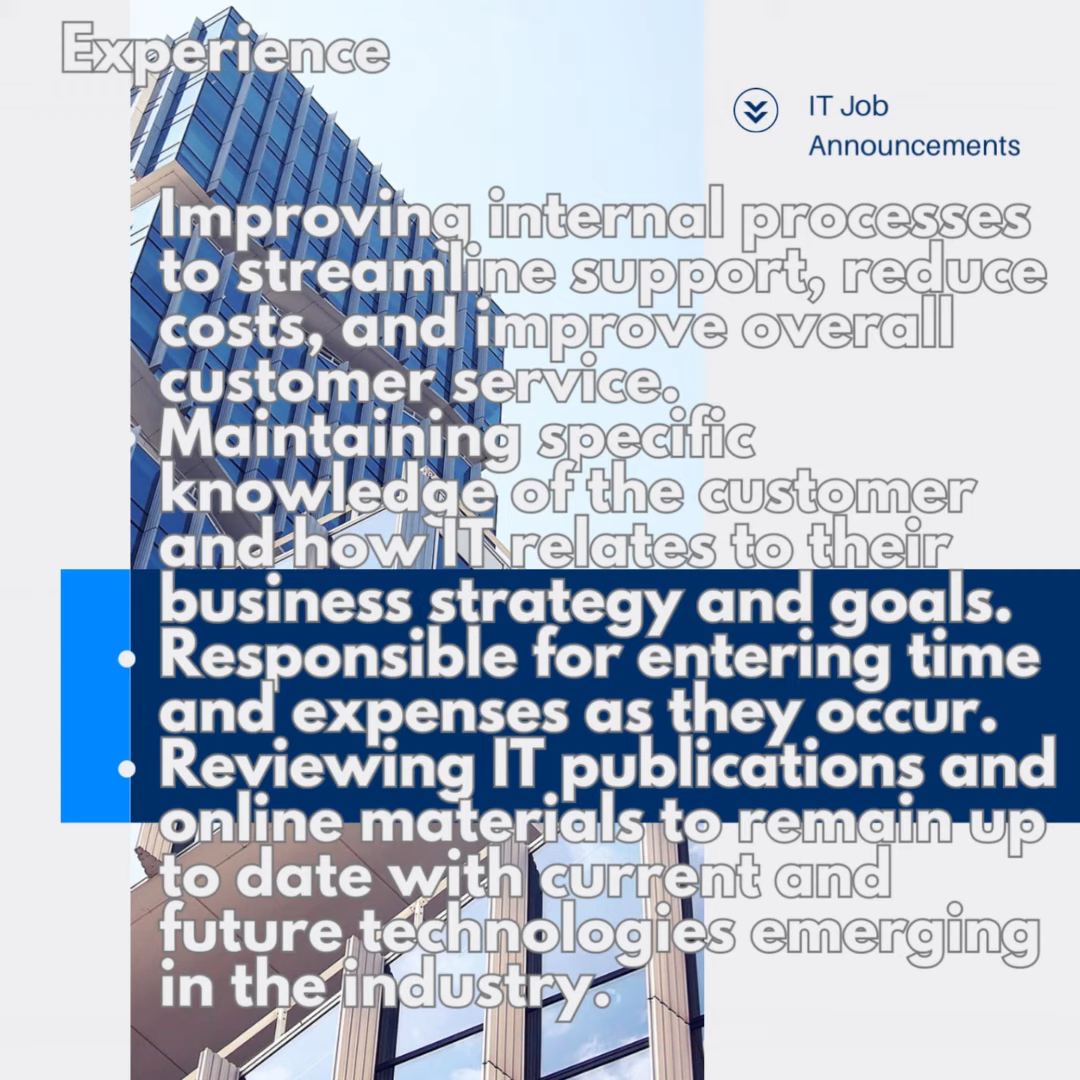 Experience
IT Job
Announcements
Improving internal processes
to streamline support, reduce
costs, and improve overall
customer service.
Maintaining specific
knowledge of the customer
and how IT relates to their
business strategy and goals.
• Responsible for entering time
and expenses as they occur.
• Reviewing IT publications and
online materials to remain up
to date with current and
future technologies emerging
in the industry.